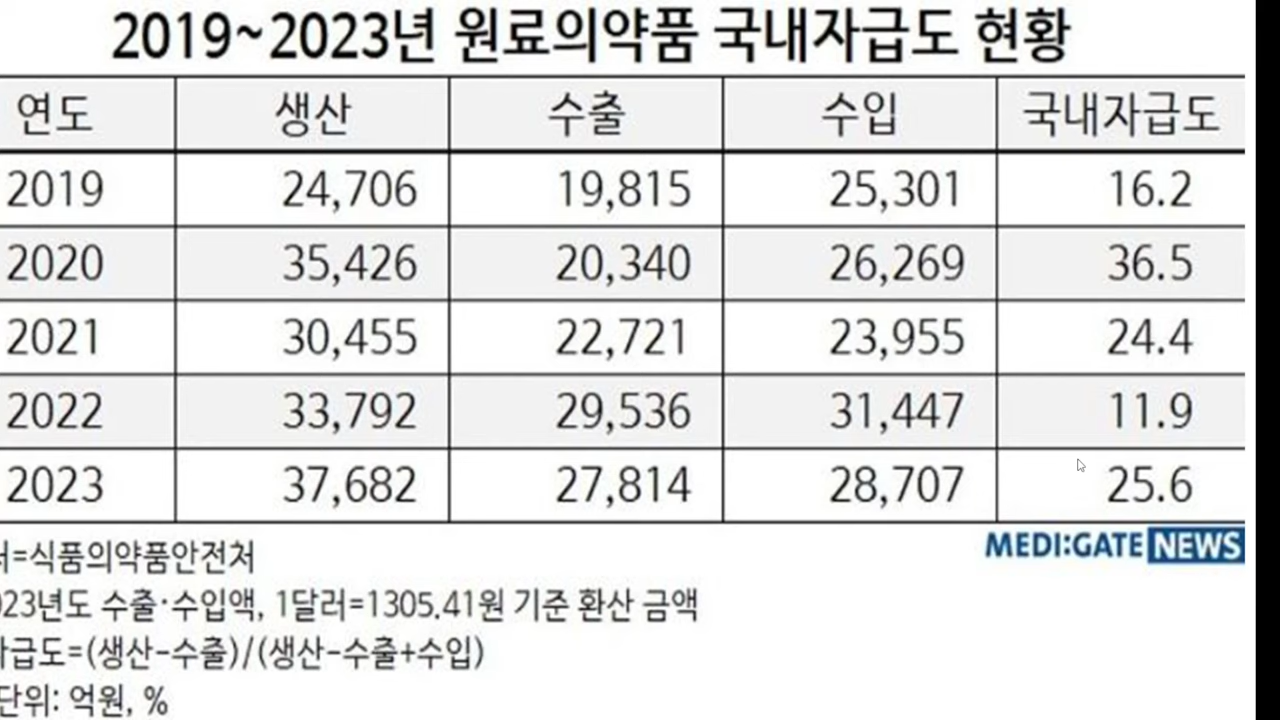 2019~2023년 원료의약품 국내자급도 현황
연도 생산 수출 수입 국내자급도
2019 24,706 19,815 25,301 16.2
2020 35,426 20,340 26,269 36.5
2021 30,455 22,721 23,955 24.4
2022 33,792 29,536 31,447 11.9
2023 37,682 27,814 28,707 25.6
MEDI:GATE NEWS
처=식품의약품안전처
023년도 수출·수입액, 1달러=1305.41원 기준 환산 금액
자급도=(생산-수출)/(생산-수출+수입)
단위: 억원, %